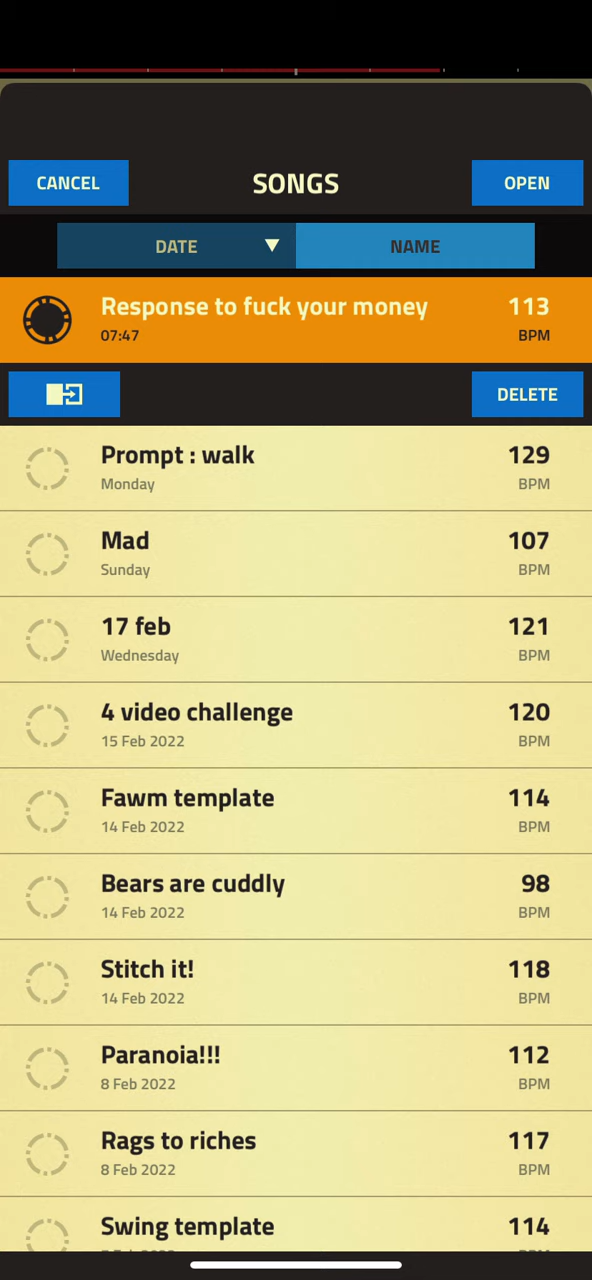 CANCEL
SONGS
OPEN
DATE
NAME
Response to fuck your money
113
07:47
BPM
DELETE
Prompt : walk
129
Monday
BPM
Mad
107
Sunday
BPM
17 feb
121
Wednesday
BPM
4 video challenge
120
15 Feb 2022
BPM
Fawm template
114
14 Feb 2022
BPM
Bears are cuddly
98
14 Feb 2022
BPM
Stitch it!
118
14 Feb 2022
BPM
Paranoia!!!
112
8 Feb 2022
BPM
Rags to riches
117
8 Feb 2022
BPM
Swing template
114
BPM